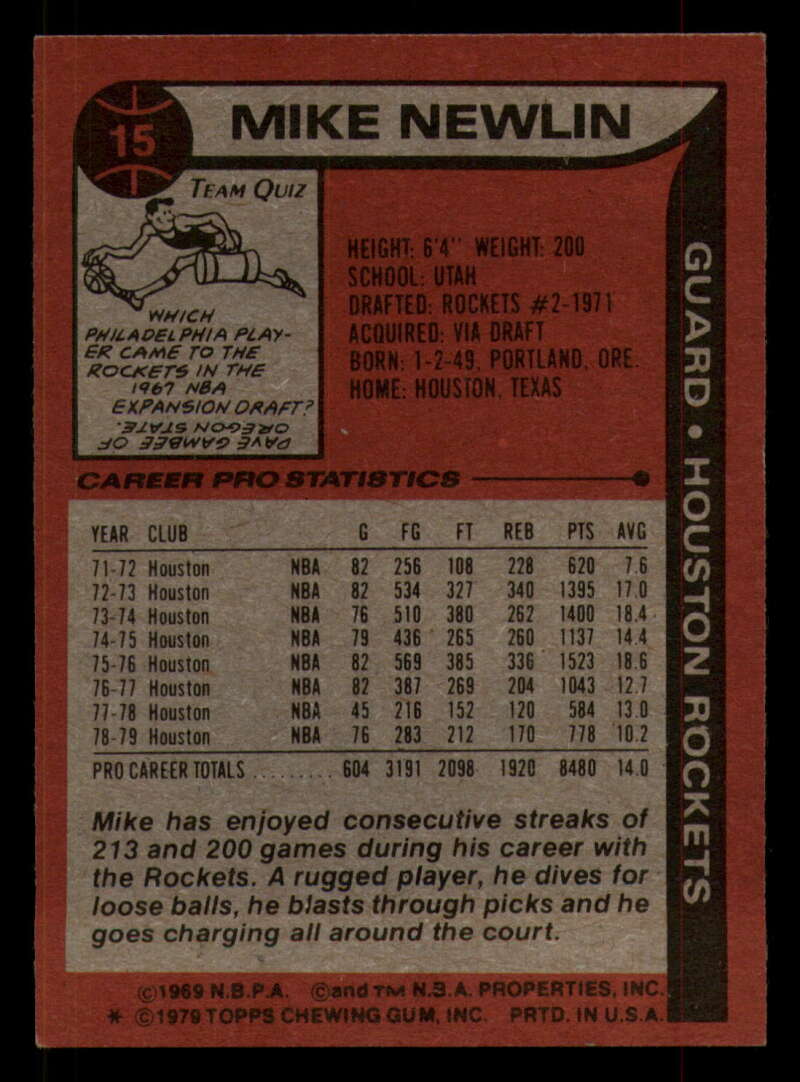 15
MIKE NEWLIN
TEAM QUIZ
WHICH
PHILADELPHIA PLAY-
ER CAME TO THE
ROCKETS IN THE
1967 NBA
EXPANSION DRAFT?
DAVE GAMBEE OF
OREGON STATE.
HEIGHT: 6'4" WEIGHT: 200
SCHOOL: UTAH
DRAFTED: ROCKETS #2-1971
ACQUIRED: VIA DRAFT
BORN: 1-2-49, PORTLAND, ORE.
HOME: HOUSTON, TEXAS
GUARD • HOUSTON ROCKETS
CAREER PRO STATISTICS
YEAR CLUB G FG FT REB PTS AVG
71-72 Houston NBA 82 256 108 228 620 7.6
72-73 Houston NBA 82 534 327 340 1395 17.0
73-74 Houston NBA 76 510 380 262 1400 18.4
74-75 Houston NBA 79 436 265 260 1137 14.4
75-76 Houston NBA 82 569 385 336 1523 18.6
76-77 Houston NBA 82 387 269 204 1043 12.7
77-78 Houston NBA 45 216 152 120 584 13.0
78-79 Houston NBA 76 283 212 170 778 10.2
PRO CAREER TOTALS ......... 604 3191 2098 1920 8480 14.0
Mike has enjoyed consecutive streaks of
213 and 200 games during his career with
the Rockets. A rugged player, he dives for
loose balls, he blasts through picks and he
goes charging all around the court.
©1969 N.B.P.A. ©and TM N.B.A. PROPERTIES, INC.
* ©1979 TOPPS CHEWING GUM, INC. PRTD. IN U.S.A.